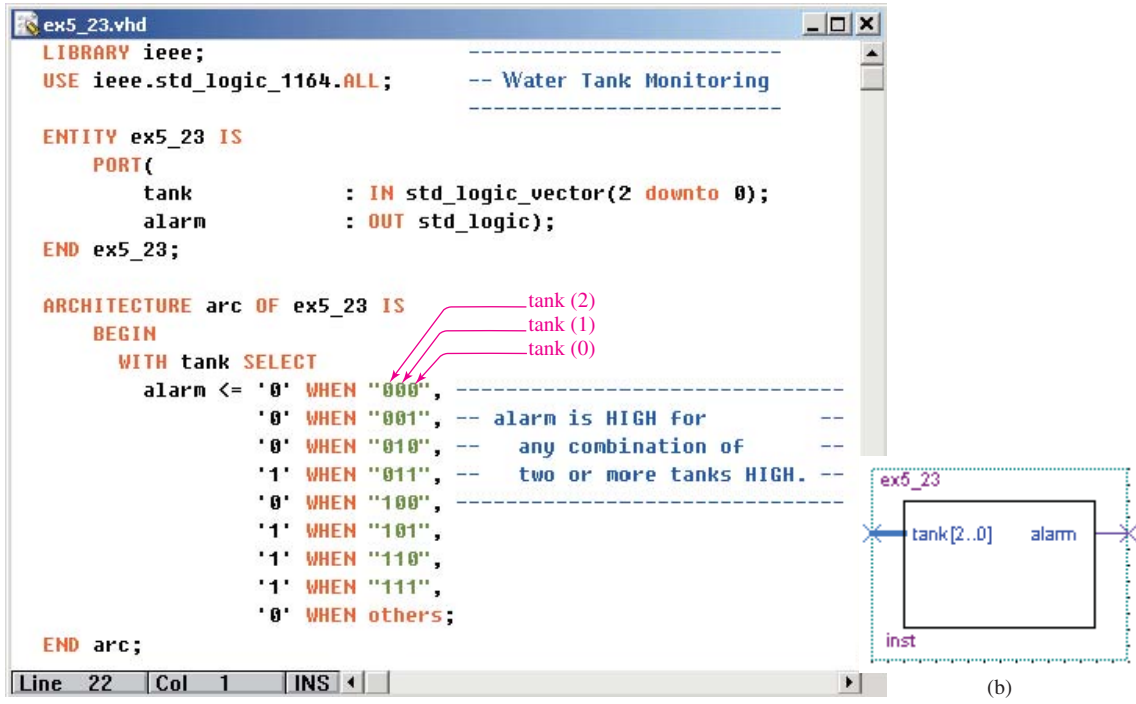 ex5_23.vhd
LIBRARY ieee; -------------------------
USE ieee.std_logic_1164.ALL; -- Water Tank Monitoring
-------------------------
ENTITY ex5_23 IS
PORT(
tank : IN std_logic_vector(2 downto 0);
alarm : OUT std_logic);
END ex5_23;
ARCHITECTURE arc OF ex5_23 IS
tank (2)
BEGIN
tank (1)
WITH tank SELECT
tank (0)
alarm <= '0' WHEN "000", -------------------------------
'0' WHEN "001", -- alarm is HIGH for --
'0' WHEN "010", -- any combination of --
'1' WHEN "011", -- two or more tanks HIGH. --
'0' WHEN "100", -------------------------------
'1' WHEN "101",
'1' WHEN "110",
'1' WHEN "111",
'0' WHEN others;
END arc;
Line 22 Col 1 INS
ex5_23
tank[2..0] alarm
inst
(b)